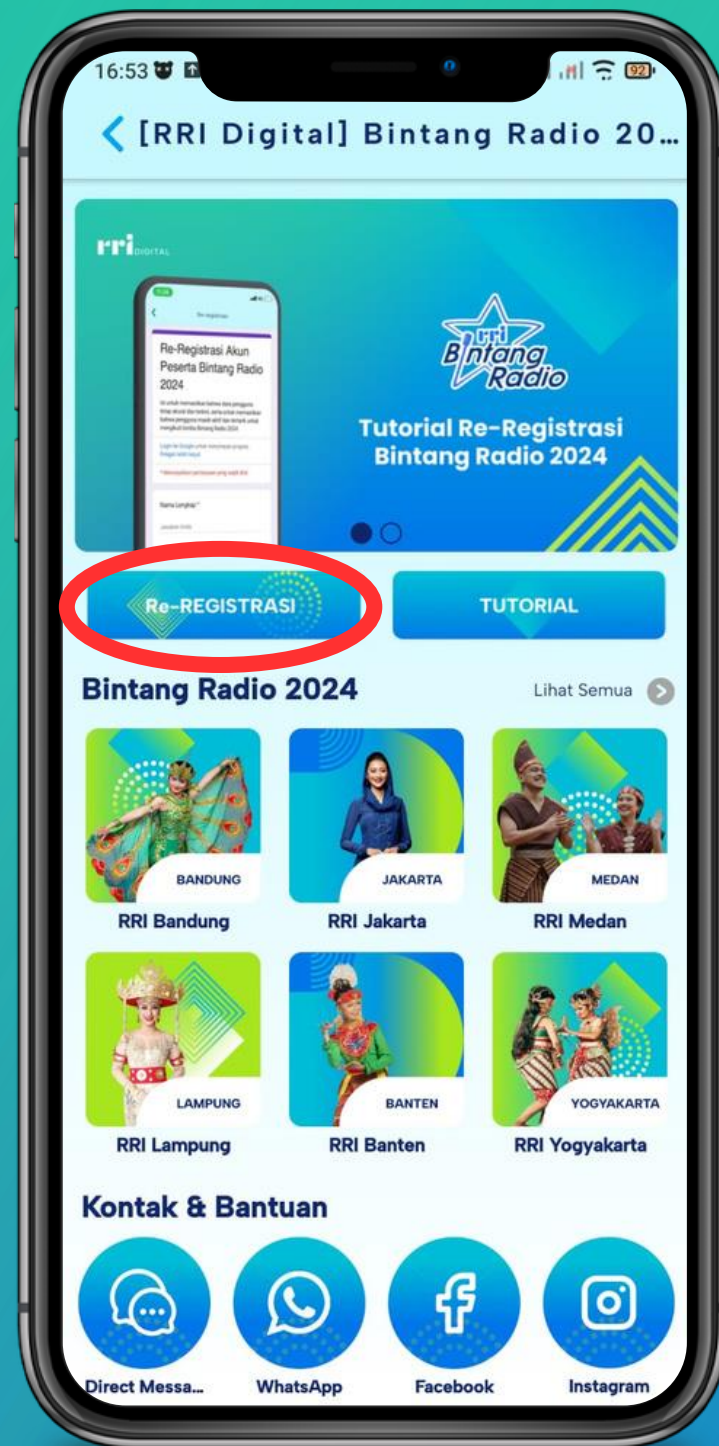 16:53
92
[RRI Digital] Bintang Radio 20...
rri DIGITAL
Re-registrasi
Re-Registrasi Akun
Peserta Bintang Radio
2024
Nama Lengkap *
rri
Bintang
Radio
Tutorial Re-Registrasi
Bintang Radio 2024
Re-REGISTRASI
TUTORIAL
Bintang Radio 2024
Lihat Semua
BANDUNG
JAKARTA
MEDAN
RRI Bandung
RRI Jakarta
RRI Medan
LAMPUNG
BANTEN
YOGYAKARTA
RRI Lampung
RRI Banten
RRI Yogyakarta
Kontak & Bantuan
Direct Messa...
WhatsApp
Facebook
Instagram